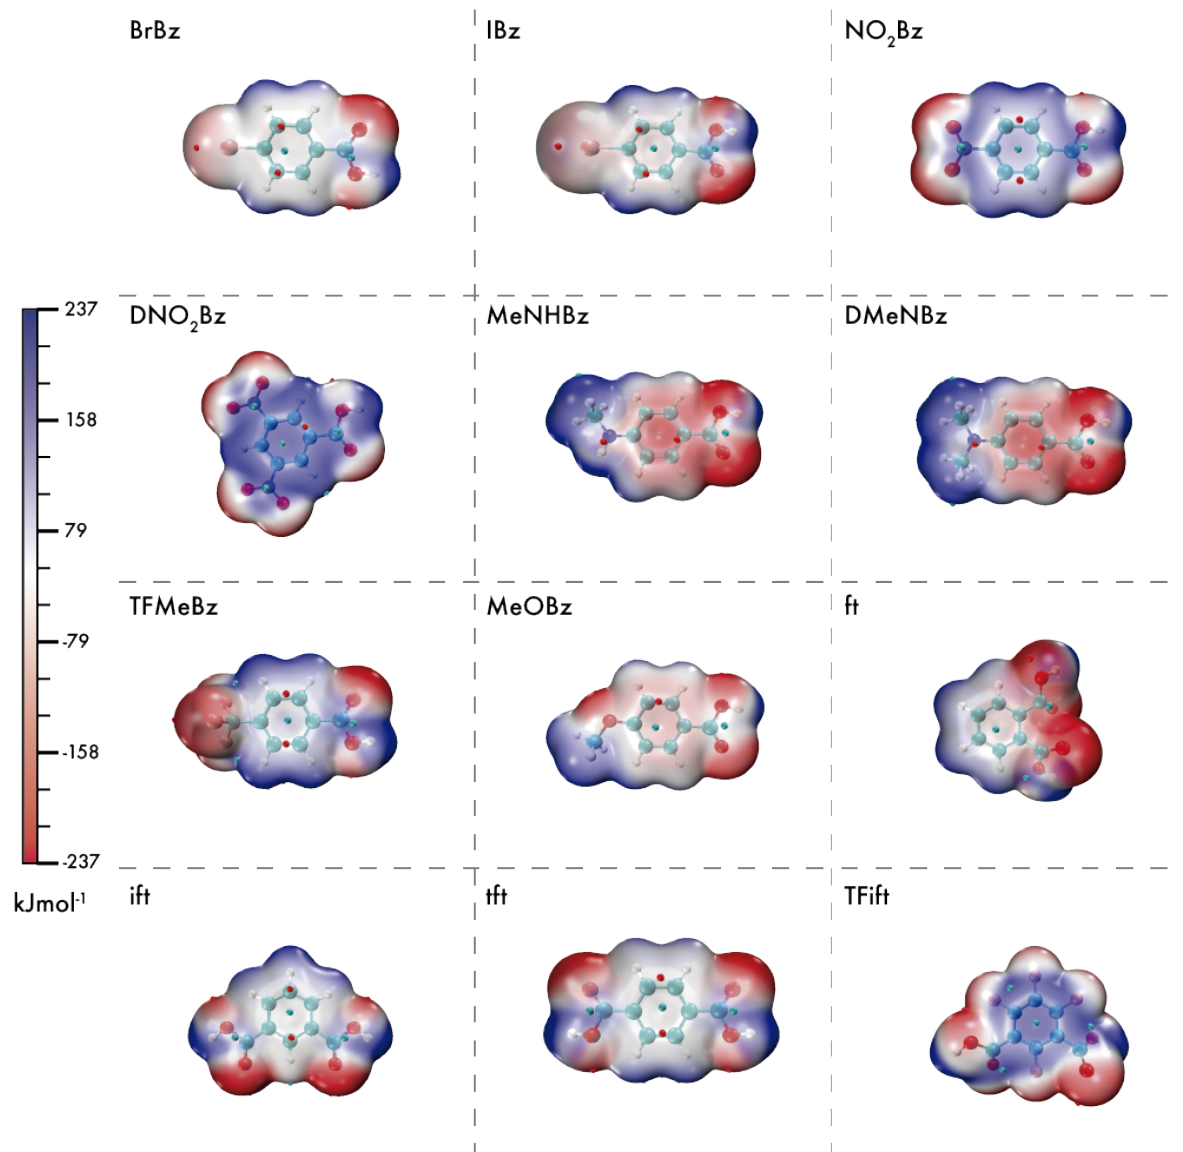 BrBz
IBz
NO₂Bz
237
158
79
-79
-158
-237
kJmol⁻¹
DNO₂Bz
MeNHBz
DMeNBz
TFMeBz
MeOBz
ft
ift
tft
TFift